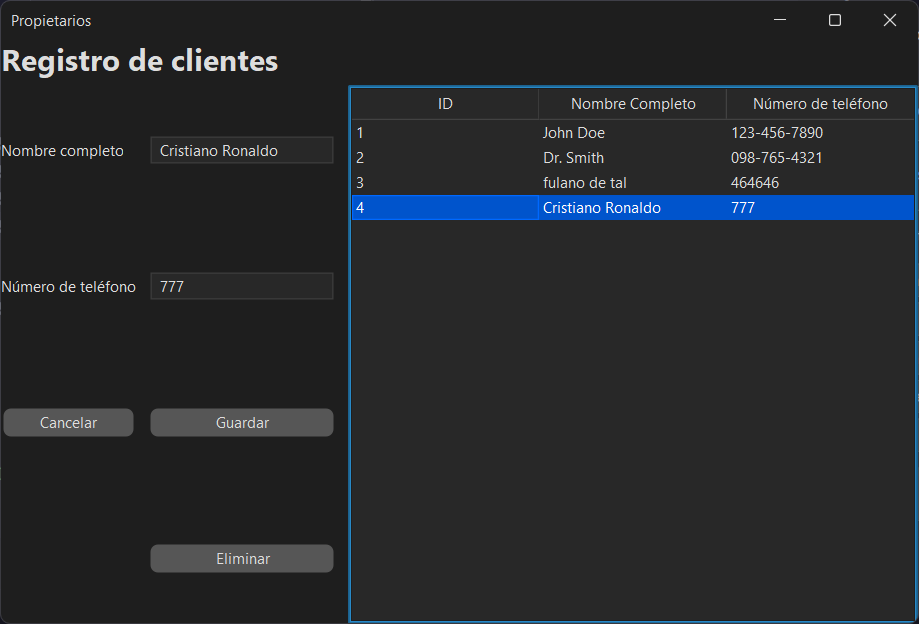 Propietarios
Registro de clientes
Nombre completo
Cristiano Ronaldo
Número de teléfono
777
Cancelar
Guardar
Eliminar
ID Nombre Completo Número de teléfono
1 John Doe 123-456-7890
2 Dr. Smith 098-765-4321
3 fulano de tal 464646
4 Cristiano Ronaldo 777